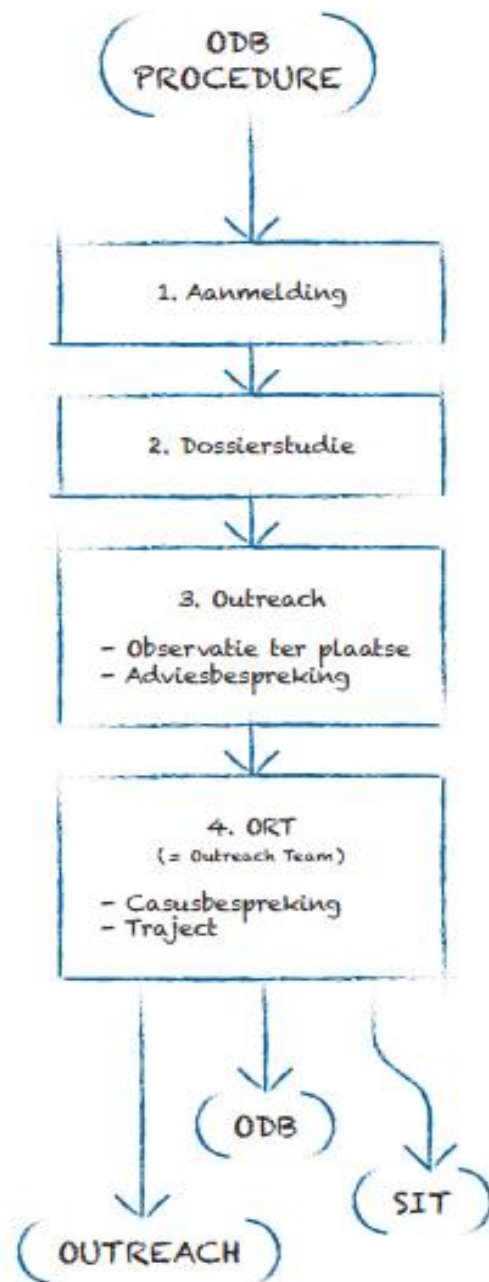 ODB
PROCEDURE
1. Aanmelding
2. Dossierstudie
3. Outreach
- Observatie ter plaatse
- Adviesbespreking
4. ORT
(= Outreach Team)
- Casusbespreking
- Traject
ODB
SIT
OUTREACH